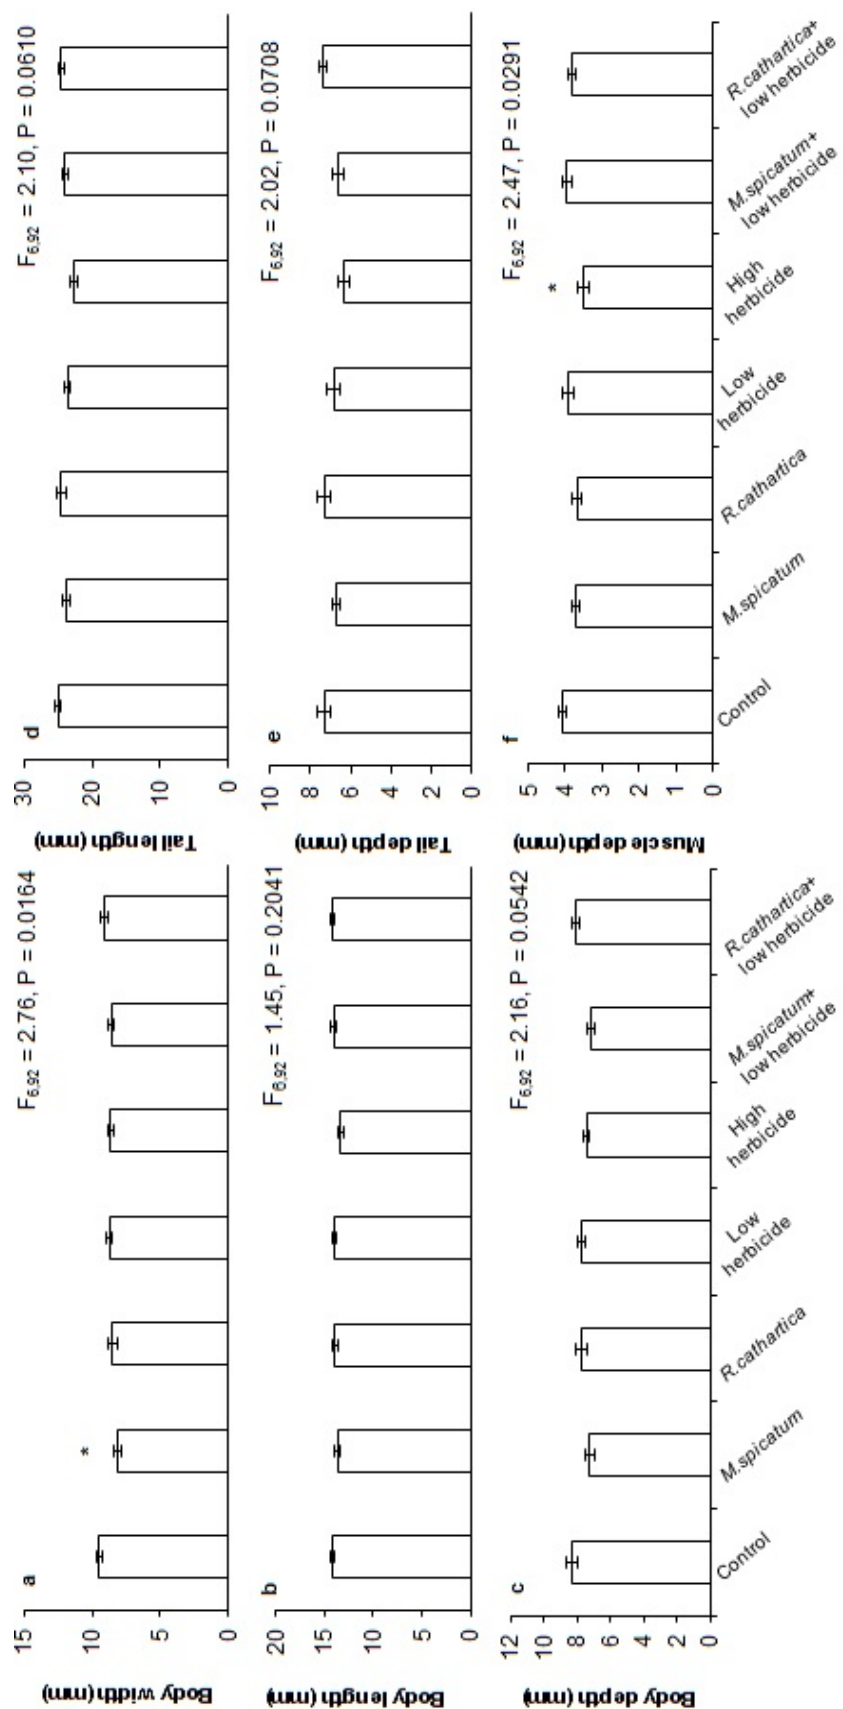 a
F6,92 = 2.76, P = 0.0164
Body width (mm)
15
10
5
0
*
b
F6,92 = 1.45, P = 0.2041
Body length (mm)
20
15
10
5
0
c
F6,92 = 2.16, P = 0.0542
Body depth (mm)
12
10
8
6
4
2
0
Control
M.spicatum
R.cathartica
Low
herbicide
High
herbicide
M.spicatum+
low herbicide
R.cathartica+
low herbicide
d
F6,92 = 2.10, P = 0.0610
Tail length (mm)
30
20
10
0
e
F6,92 = 2.02, P = 0.0708
Tail depth (mm)
10
8
6
4
2
0
f
F6,92 = 2.47, P = 0.0291
Muscle depth (mm)
5
4
3
2
1
0
*
Control
M.spicatum
R.cathartica
Low
herbicide
High
herbicide
M.spicatum+
low herbicide
R.cathartica+
low herbicide